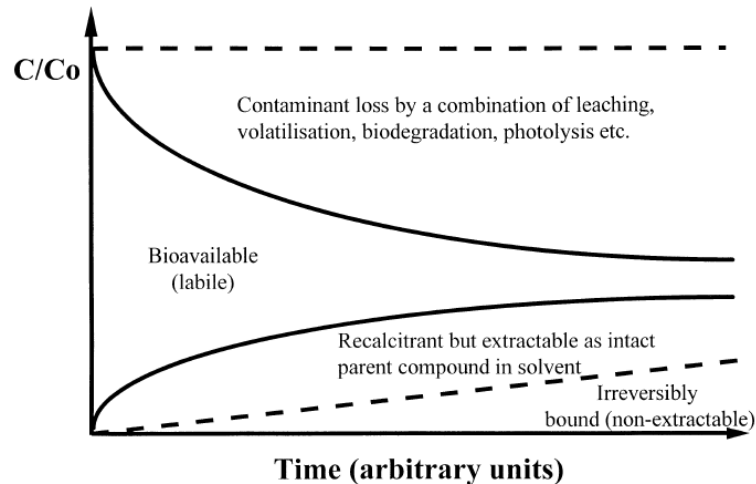 C/Co
Contaminant loss by a combination of leaching,
volatilisation, biodegradation, photolysis etc.
Bioavailable
(labile)
Recalcitrant but extractable as intact
parent compound in solvent
Irreversibly
bound (non-extractable)
Time (arbitrary units)